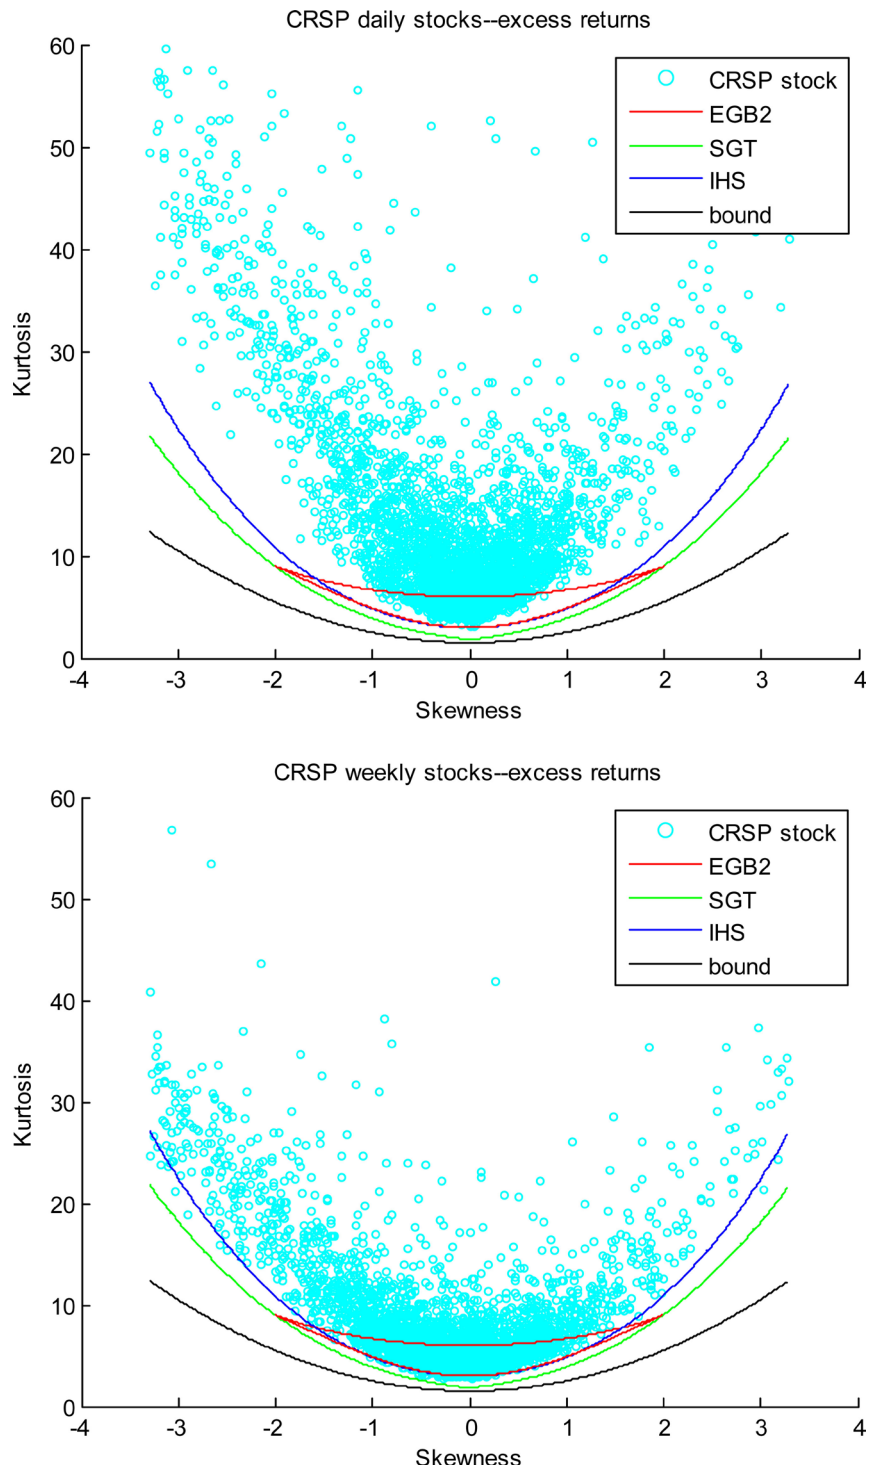 CRSP daily stocks--excess returns
60
50
40
30
20
10
0
Kurtosis
CRSP stock
EGB2
SGT
IHS
bound
-4 -3 -2 -1 0 1 2 3 4
Skewness
CRSP weekly stocks--excess returns
60
50
40
30
20
10
0
Kurtosis
CRSP stock
EGB2
SGT
IHS
bound
-4 -3 -2 -1 0 1 2 3 4
Skewness